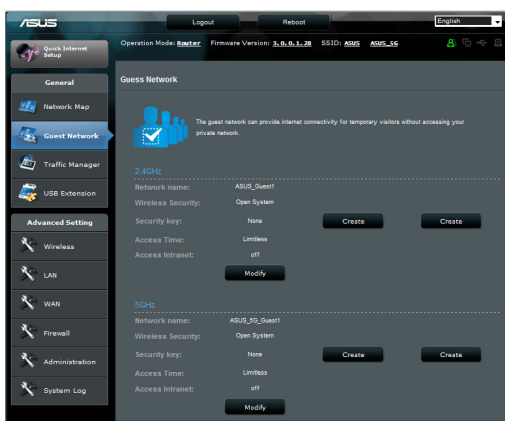 ASUS Logout Reboot English
Quick Internet Setup
Operation Mode: Router Firmware Version: 3.0.0.1.28 SSID: ASUS ASUS_5G
General
Network Map
Guest Network
Traffic Manager
USB Extension
Advanced Setting
Wireless
LAN
WAN
Firewall
Administration
System Log
Guess Network
The guest network can provide internet connectivity for temporary visitors without accessing your
private network.
2.4GHz
Network name: ASUS_Guest1
Wireless Security: Open System
Security key: None Create Create
Access Time: Limitless
Access Intranet: off
Modify
5GHz
Network name: ASUS_5G_Guest1
Wireless Security: Open System
Security key: None Create Create
Access Time: Limitless
Access Intranet: off
Modify